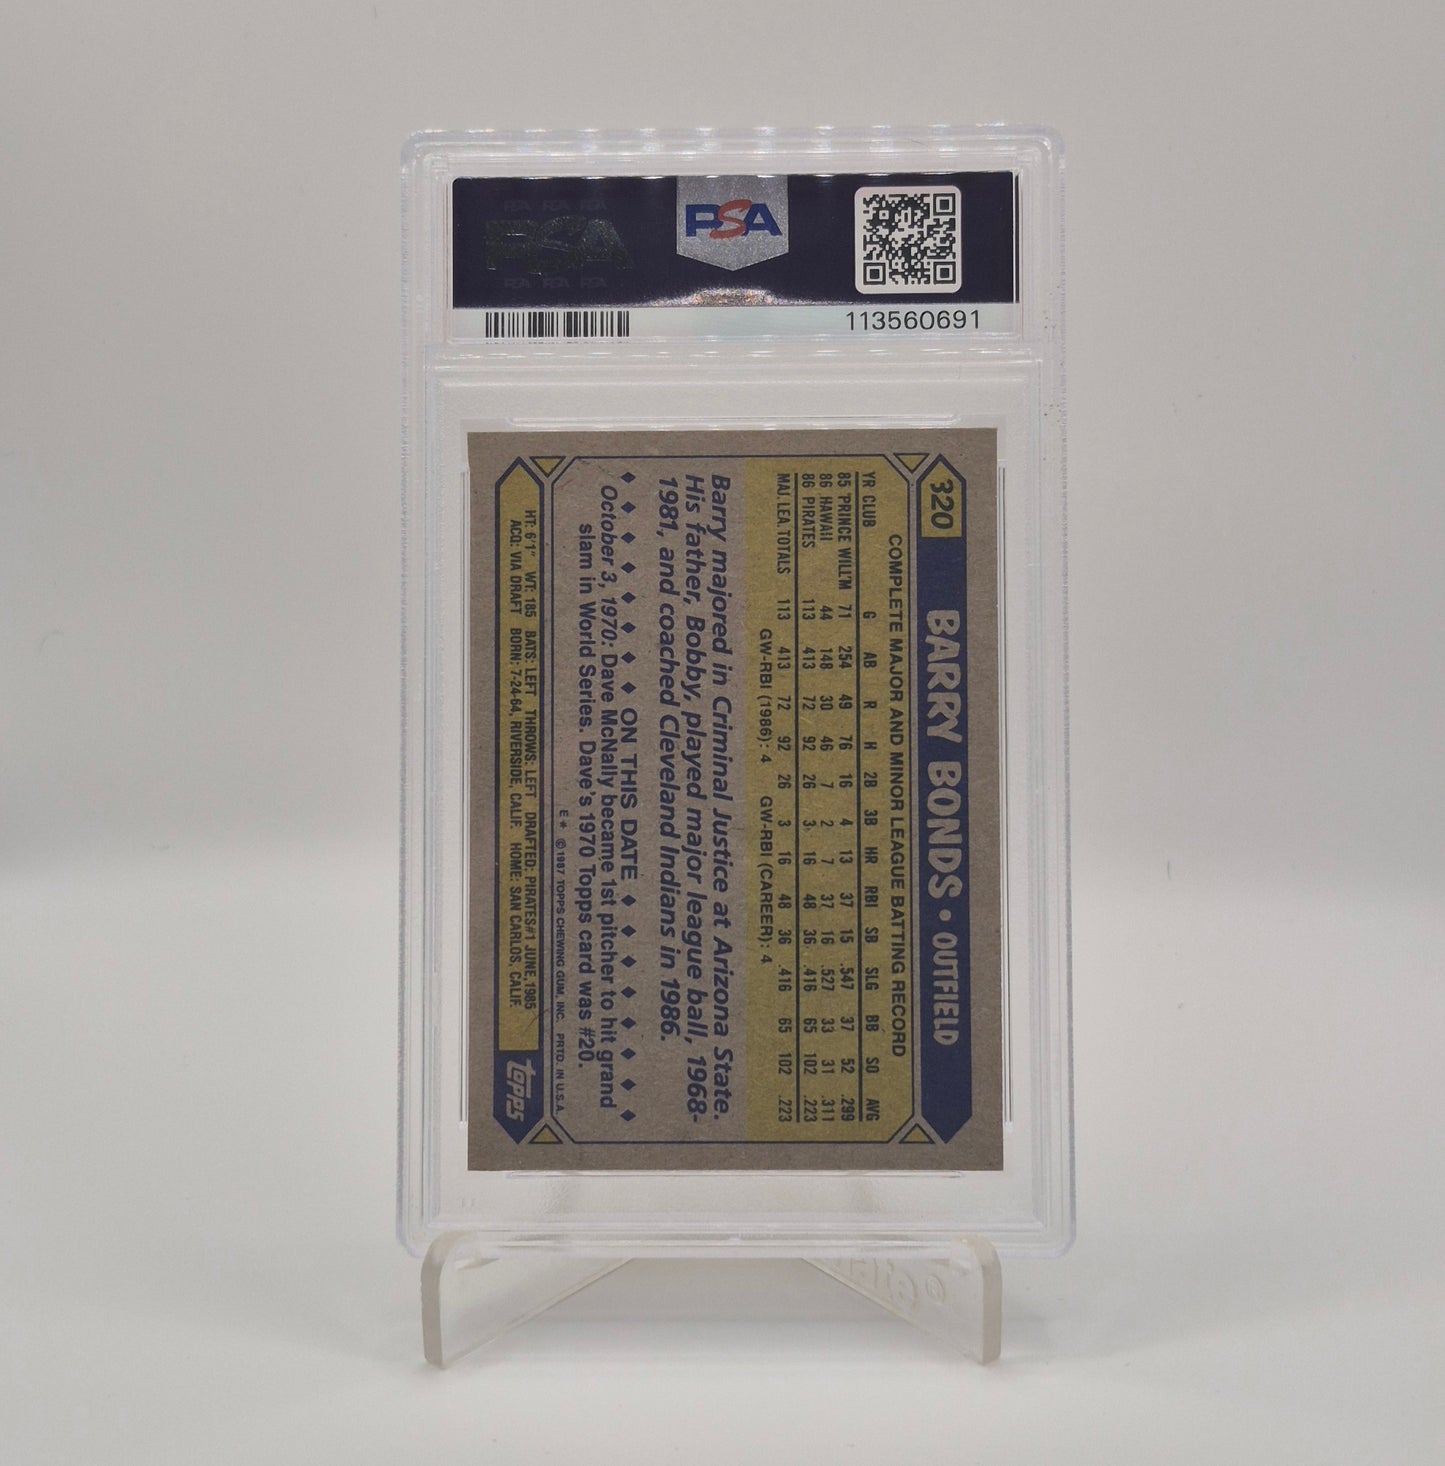 PSA PSA PSA
PSA
PSA PSA PSA
PSA
113560691
320 BARRY BONDS • OUTFIELD
COMPLETE MAJOR AND MINOR LEAGUE BATTING RECORD
YR CLUB G AB R H 2B 3B HR RBI SB SLG BB SO AVG
85 'PRINCE WILL'M 71 254 49 76 16 4 13 37 15 .547 37 52 .299
86 HAWAII 44 148 30 46 7 2 7 37 16 .527 33 31 .311
86 PIRATES 113 413 72 92 26 3 16 48 36 .416 65 102 .223
MAJ. LEA. TOTALS 113 413 72 92 26 3 16 48 36 .416 65 102 .223
GW-RBI (1986): 4 GW-RBI (CAREER): 4
Barry majored in Criminal Justice at Arizona State.
His father, Bobby, played major league ball, 1968-
1981, and coached Cleveland Indians in 1986.
ON THIS DATE
October 3, 1970: Dave McNally became 1st pitcher to hit grand
slam in World Series. Dave's 1970 Topps card was #20.
E* ©1987 TOPPS CHEWING GUM, INC. PRTD. IN U.S.A.
HT: 6'1" WT: 185 BATS: LEFT THROWS: LEFT DRAFTED: PIRATES#1 JUNE,1985
ACQ: VIA DRAFT BORN: 7-24-64, RIVERSIDE, CALIF. HOME: SAN CARLOS, CALIF.
topps